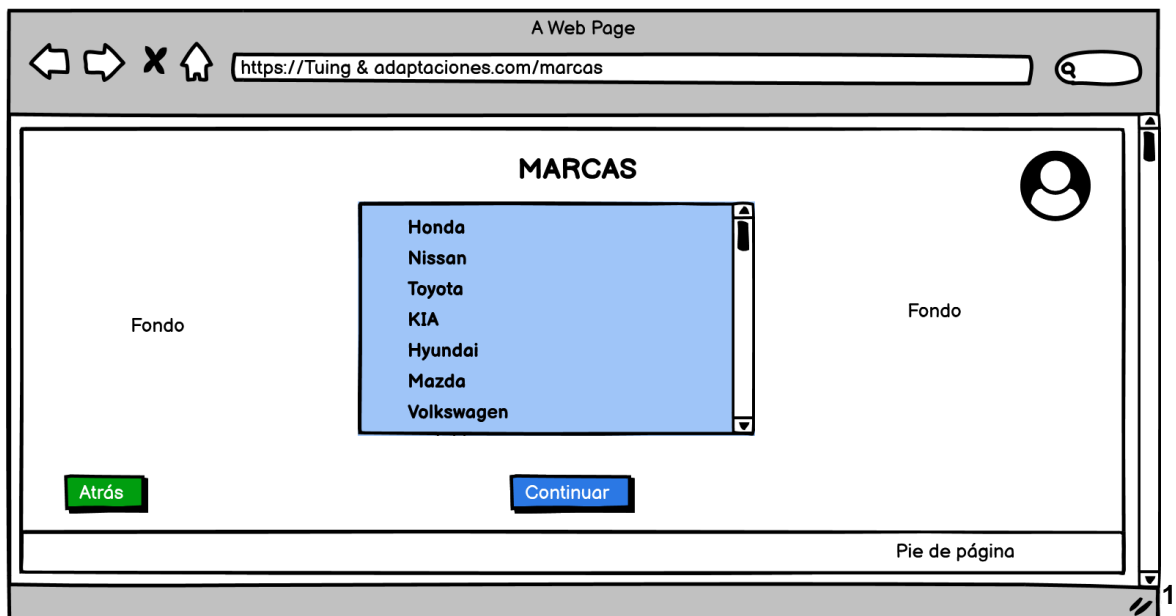 A Web Page
https://Tuing & adaptaciones.com/marcas
MARCAS
Honda
Nissan
Toyota
KIA
Hyundai
Mazda
Volkswagen
Fondo
Fondo
Atrás
Continuar
Pie de página
1